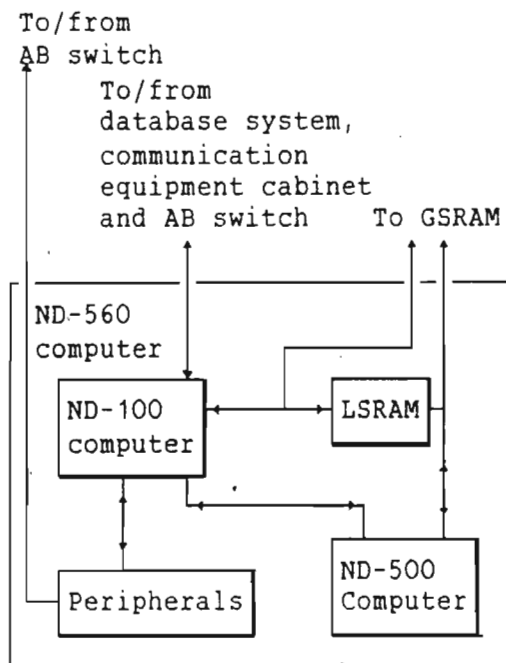 To/from
AB switch
To/from
database system,
communication
equipment cabinet
and AB switch
To GSRAM
ND-560
computer
ND-100
computer
LSRAM
Peripherals
ND-500
Computer